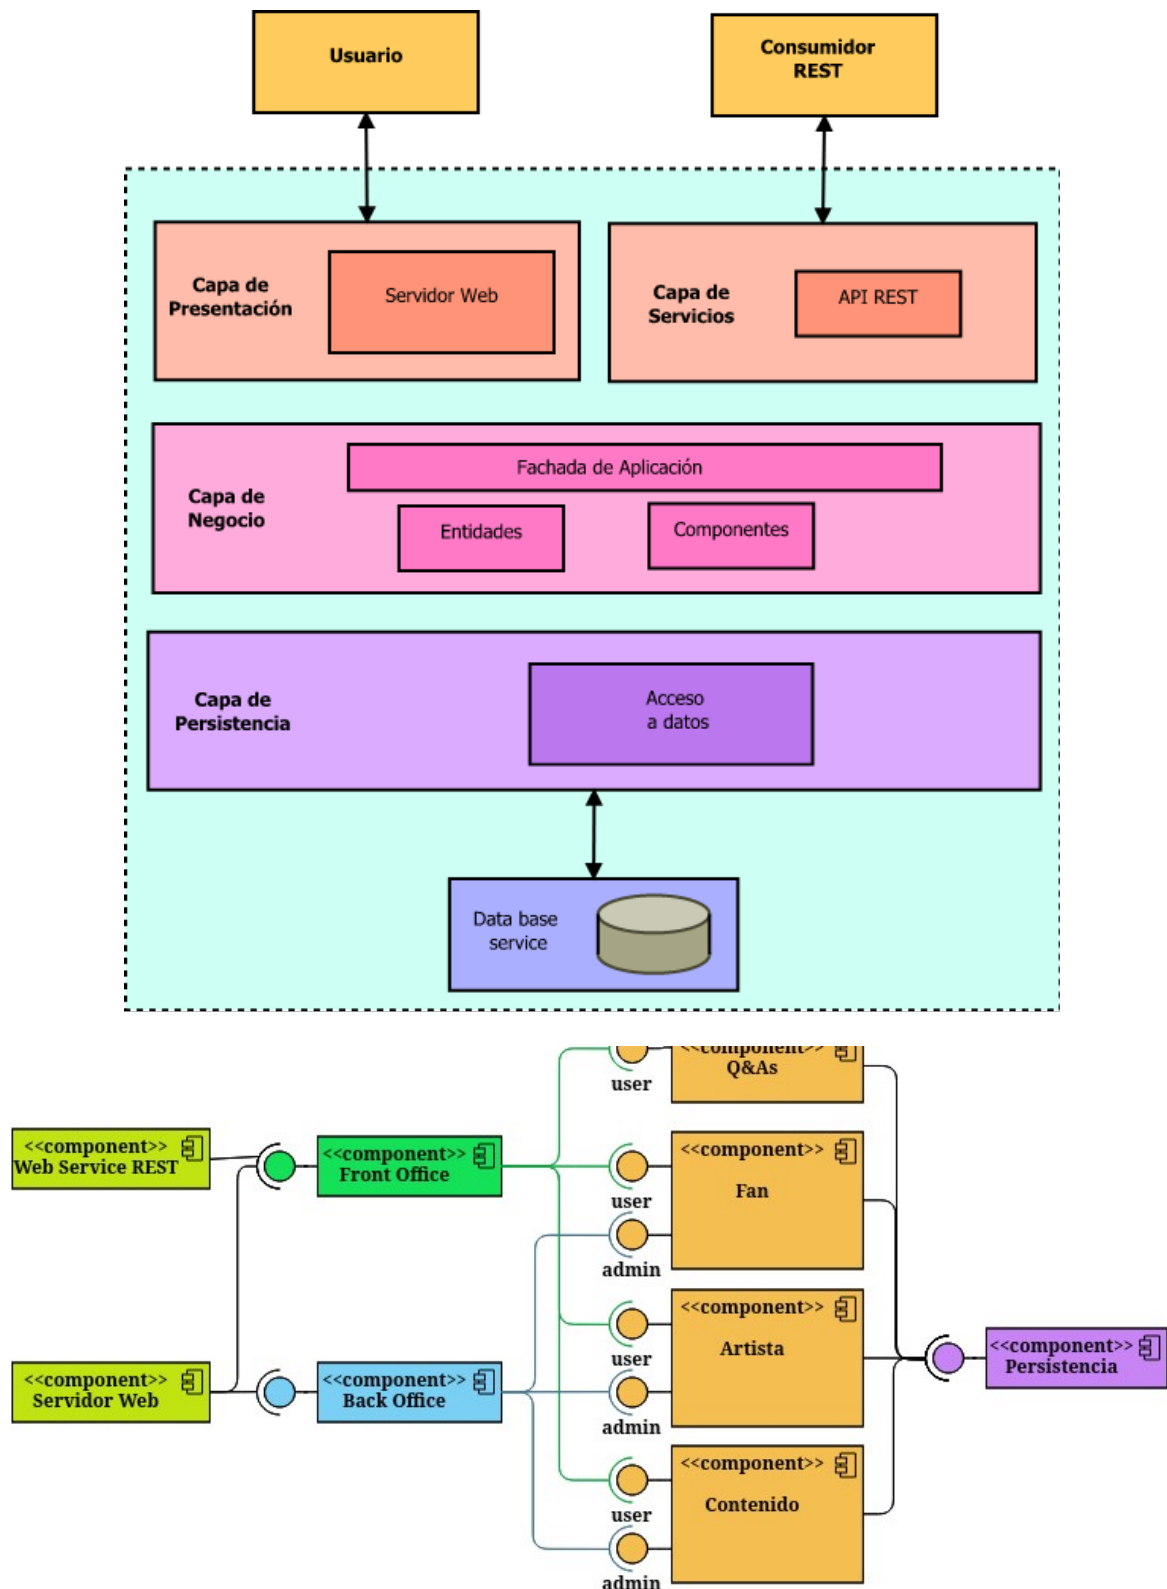 Usuario
Consumidor
REST
Capa de
Presentación
Servidor Web
Capa de
Servicios
API REST
Fachada de Aplicación
Capa de
Negocio
Entidades
Componentes
Capa de
Persistencia
Acceso
a datos
Data base
service
<<component>>
Q&As
user
<<component>>
Web Service REST
<<component>>
Front Office
<<component>>
Fan
user
admin
<<component>>
Artista
user
admin
<<component>>
Servidor Web
<<component>>
Back Office
<<component>>
Persistencia
<<component>>
Contenido
user
admin